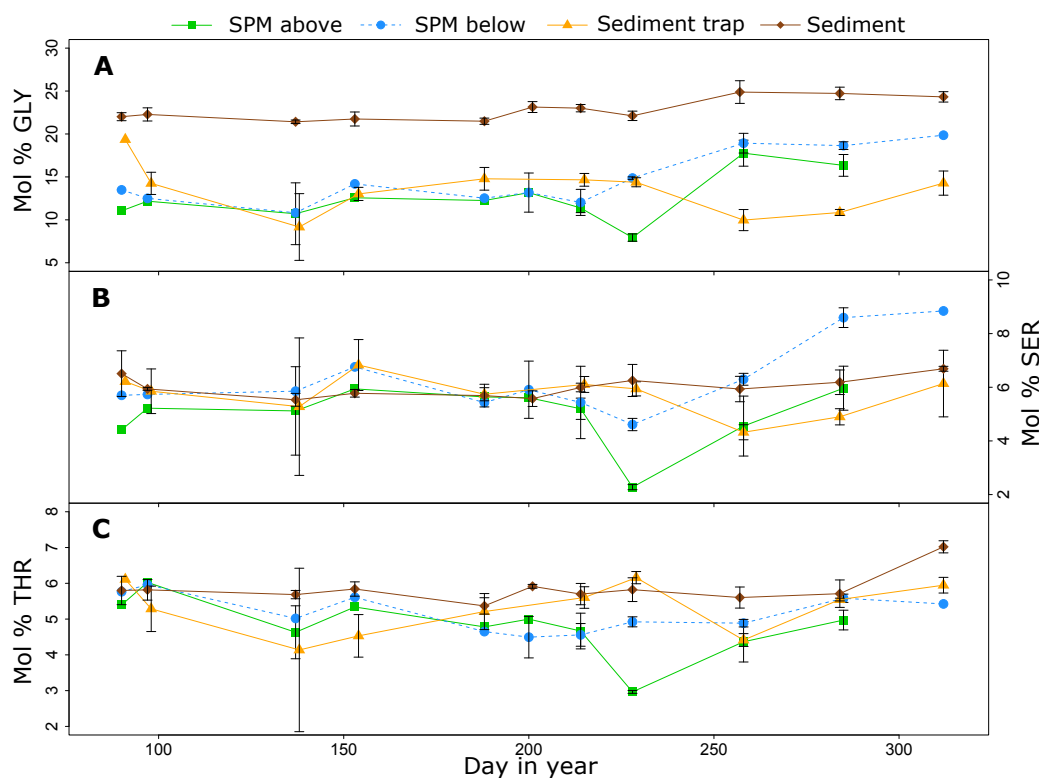 SPM above SPM below Sediment trap Sediment
A
Mol % GLY
30
25
20
15
10
5
B
Mol % SER
10
8
6
4
2
C
Mol % THR
8
7
6
5
4
3
2
100 150 200 250 300
Day in year